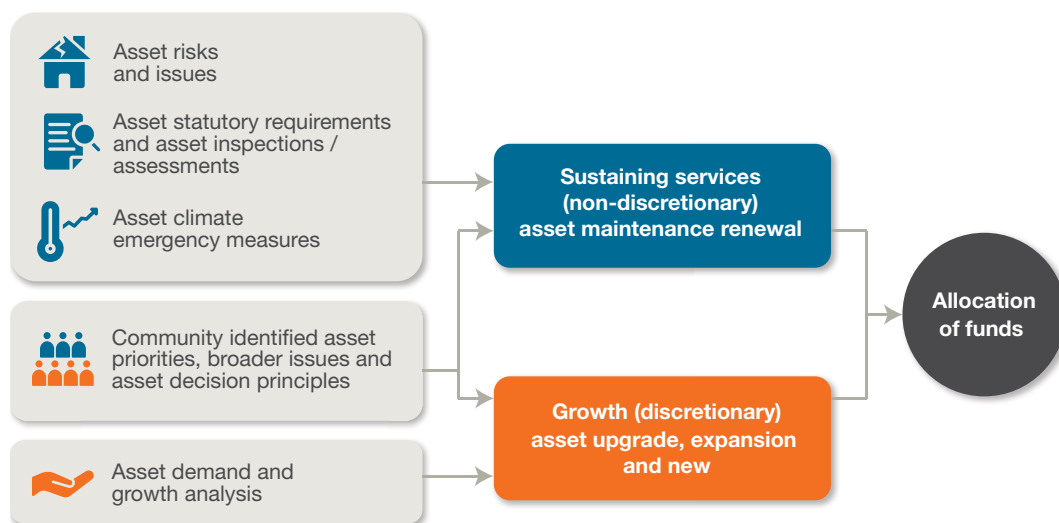 Asset risks
and issues
Asset statutory requirements
and asset inspections /
assessments
Asset climate
emergency measures
Community identified asset
priorities, broader issues and
asset decision principles
Asset demand and
growth analysis
Sustaining services
(non-discretionary)
asset maintenance renewal
Growth (discretionary)
asset upgrade, expansion
and new
Allocation
of funds